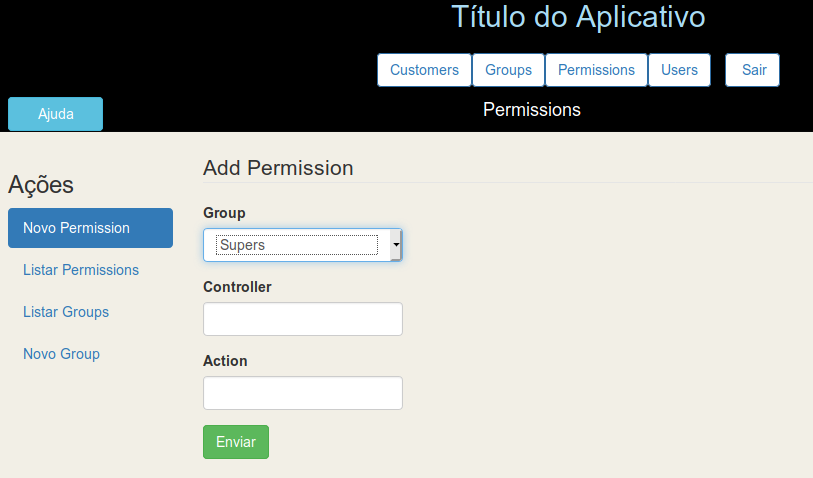 Título do Aplicativo
Customers Groups Permissions Users Sair
Ajuda Permissions
Ações
Novo Permission
Listar Permissions
Listar Groups
Novo Group
Add Permission
Group
Supers
Controller
Action
Enviar